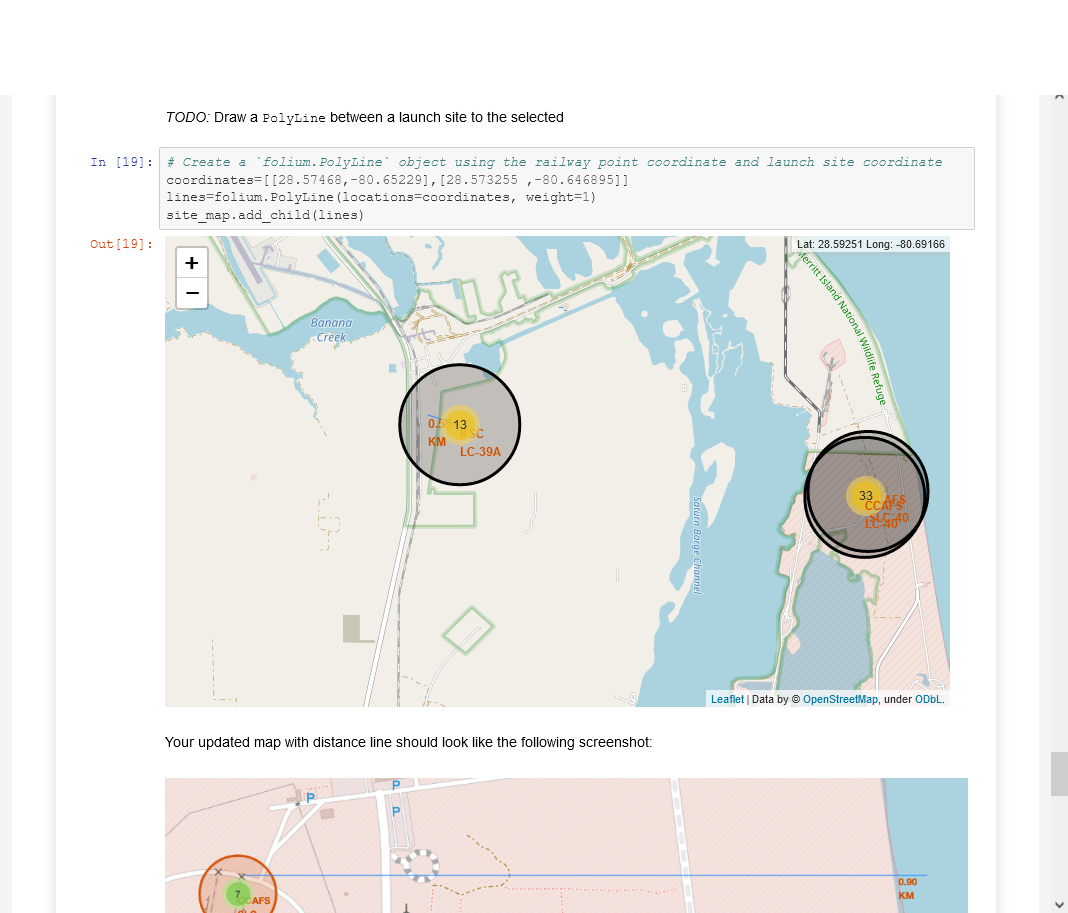 TODO: Draw a PolyLine between a launch site to the selected
In [19]:
# Create a `folium.PolyLine` object using the railway point coordinate and launch site coordinate
coordinates=[[28.57468,-80.65229],[28.573255 ,-80.646895]]
lines=folium.PolyLine(locations=coordinates, weight=1)
site_map.add_child(lines)
Out[19]:
+
−
Lat: 28.59251 Long: -80.69166
Merritt Island National Wildlife Refuge
Banana
Creek
13
KSC
KM
LC-39A
33
CCAFS
SLC-40
LC-40
Saturn Barge Channel
Leaflet | Data by © OpenStreetMap, under ODbL.
Your updated map with distance line should look like the following screenshot:
P
P
P
7
CCAFS
0.90
KM